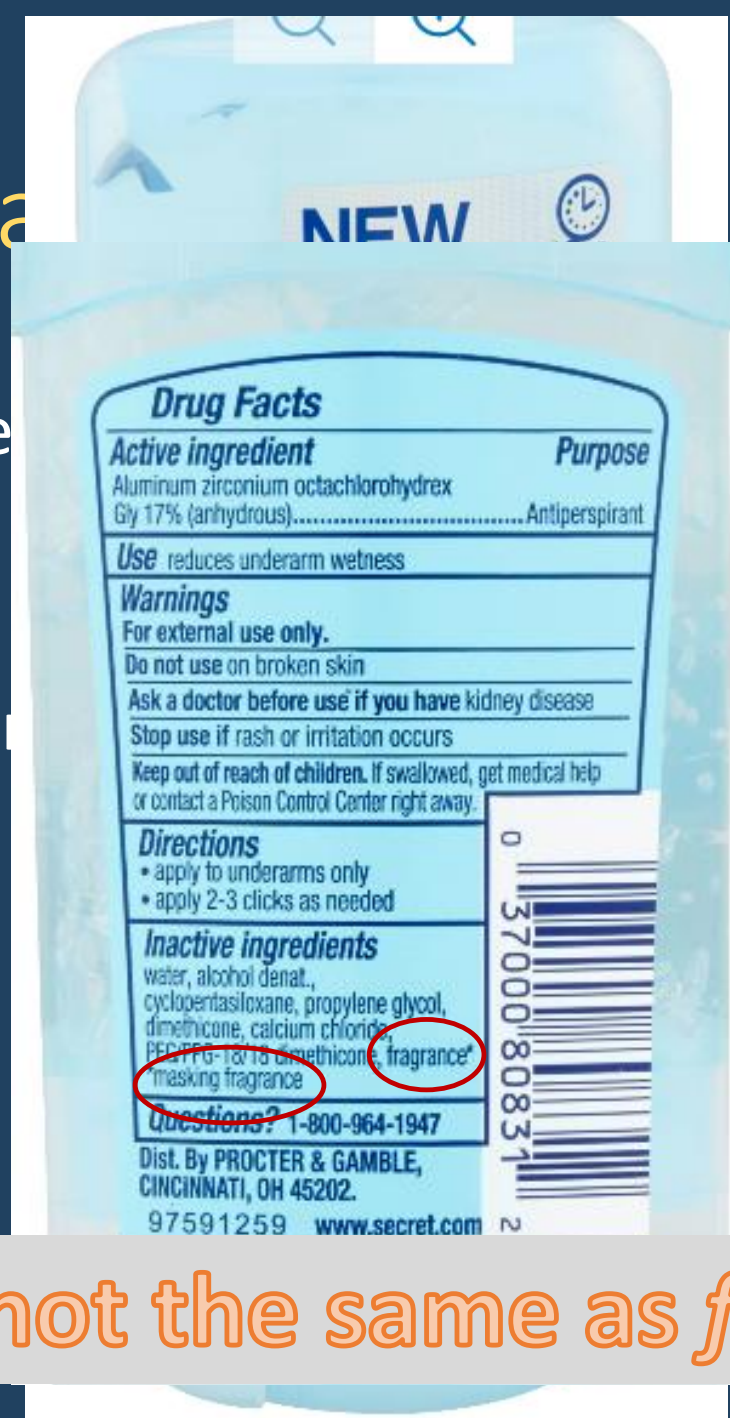 NEW
Drug Facts
Active ingredient Purpose
Aluminum zirconium octachlorohydrex
Gly 17% (anhydrous)..................................Antiperspirant
Use reduces underarm wetness
Warnings
For external use only.
Do not use on broken skin
Ask a doctor before use if you have kidney disease
Stop use if rash or irritation occurs
Keep out of reach of children. If swallowed, get medical help
or contact a Poison Control Center right away.
Directions
• apply to underarms only
• apply 2-3 clicks as needed
Inactive ingredients
water, alcohol denat.,
cyclopentasiloxane, propylene glycol,
dimethicone, calcium chloride,
PEG/PPG-18/18 dimethicone, fragrance*
*masking fragrance
Questions? 1-800-964-1947
Dist. By PROCTER & GAMBLE,
CINCINNATI, OH 45202.
97591259 www.secret.com
0 37000 80831 2
not the same as f